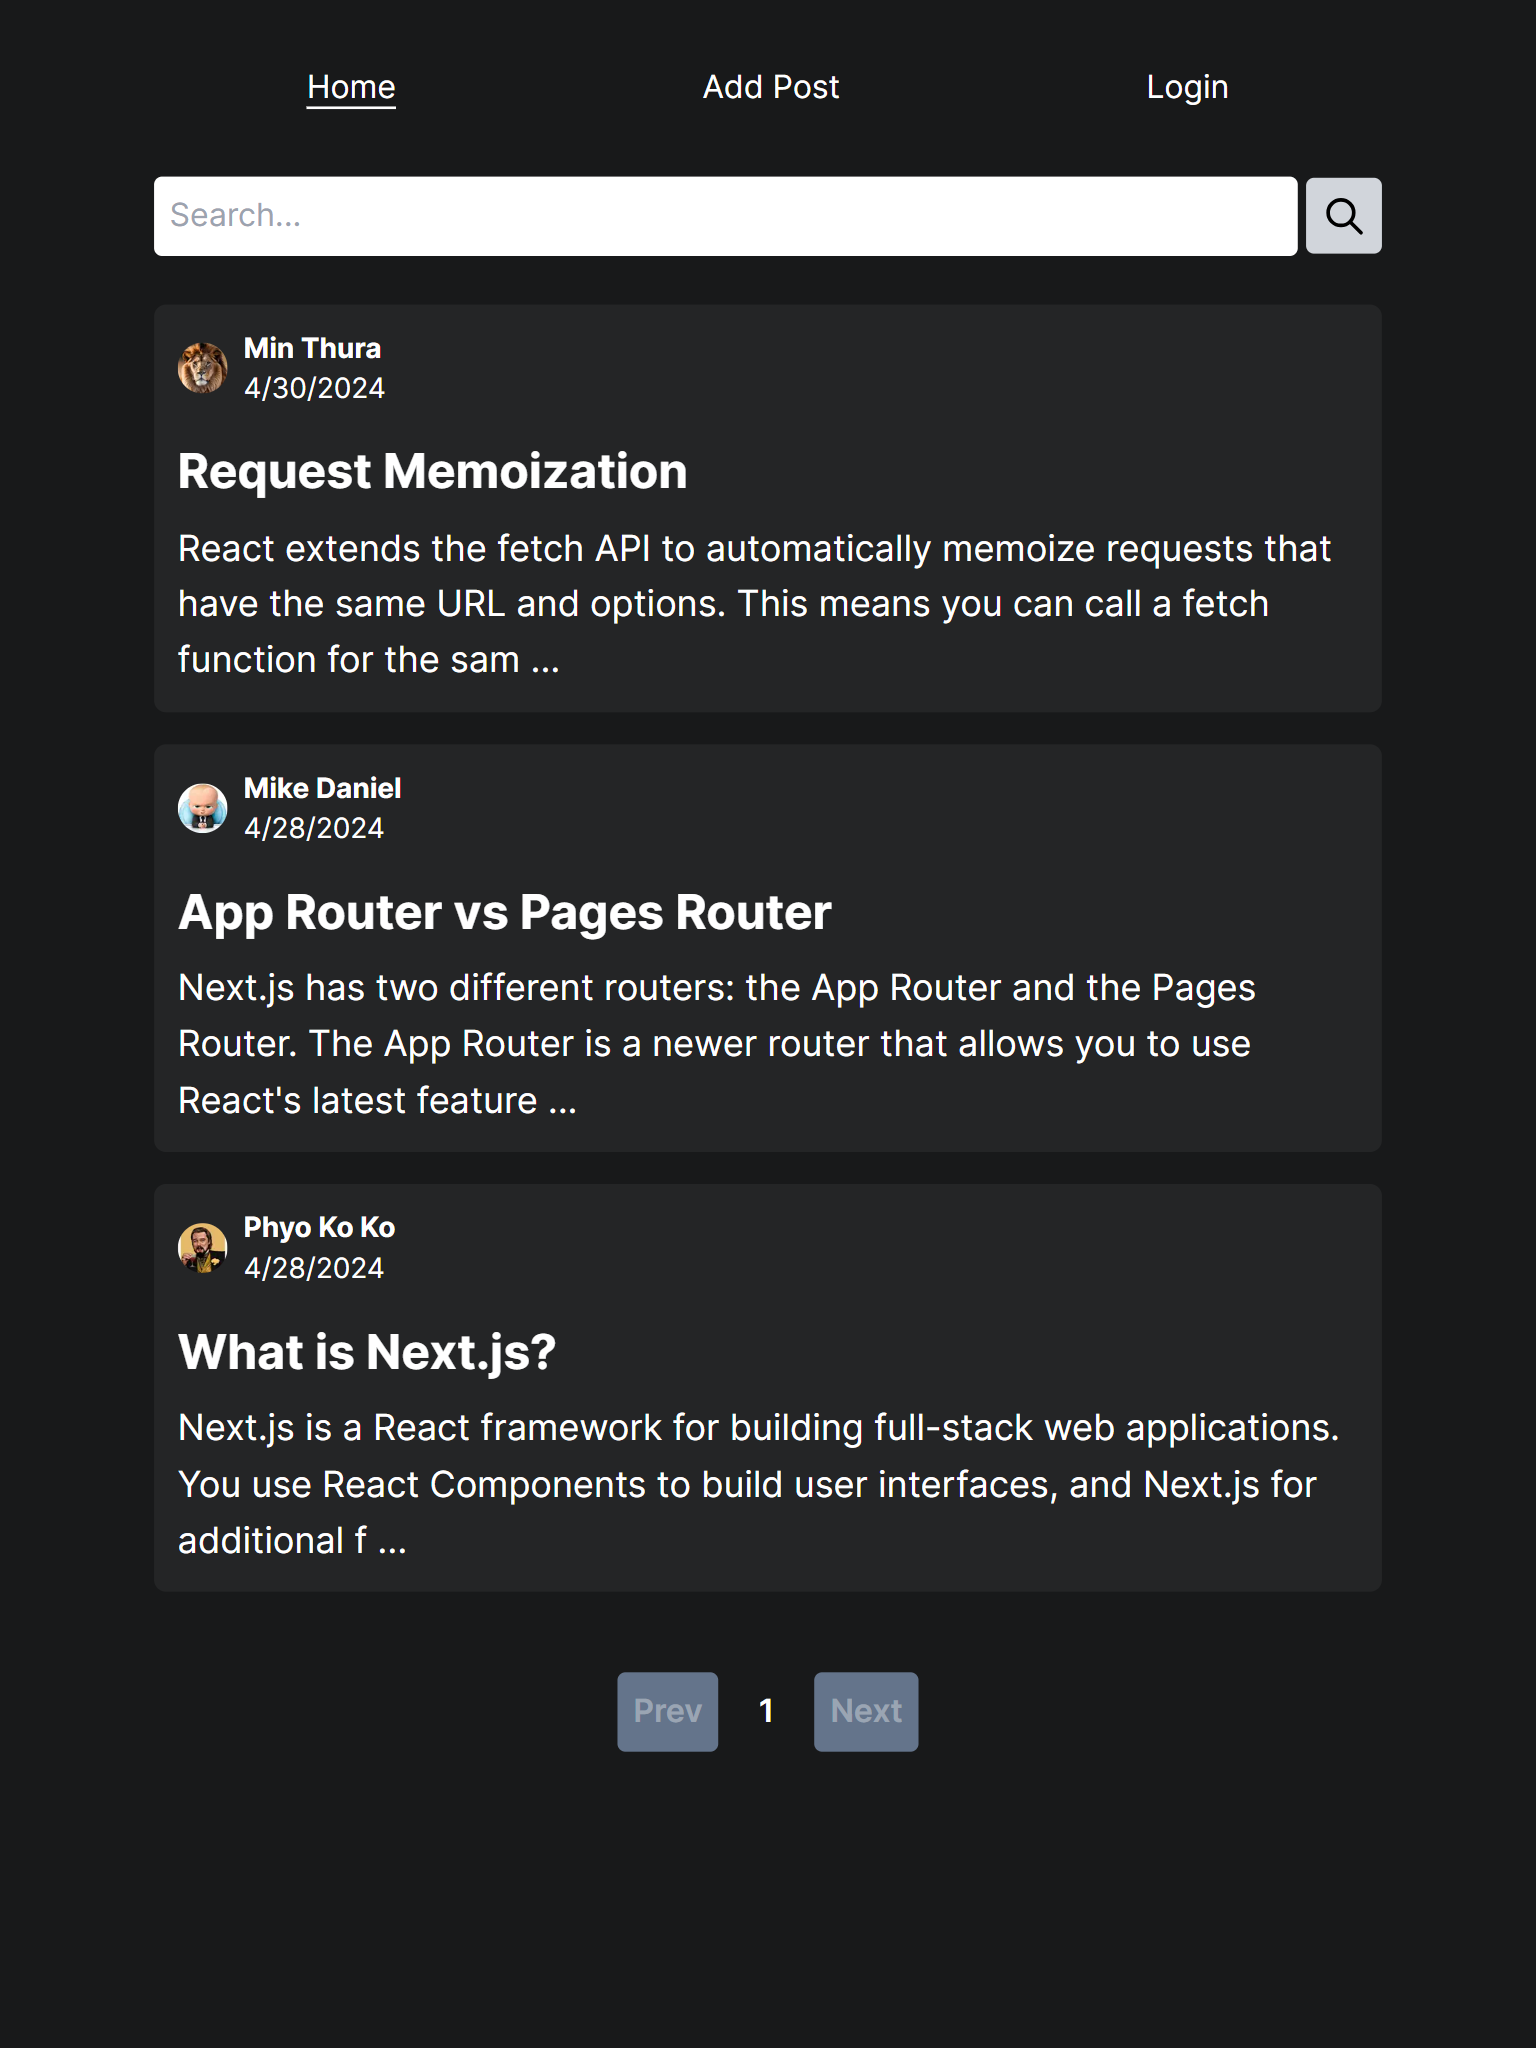 Home Add Post Login
Search...
Min Thura
4/30/2024
Request Memoization
React extends the fetch API to automatically memoize requests that
have the same URL and options. This means you can call a fetch
function for the sam ...
Mike Daniel
4/28/2024
App Router vs Pages Router
Next.js has two different routers: the App Router and the Pages
Router. The App Router is a newer router that allows you to use
React's latest feature ...
Phyo Ko Ko
4/28/2024
What is Next.js?
Next.js is a React framework for building full-stack web applications.
You use React Components to build user interfaces, and Next.js for
additional f ...
Prev 1 Next